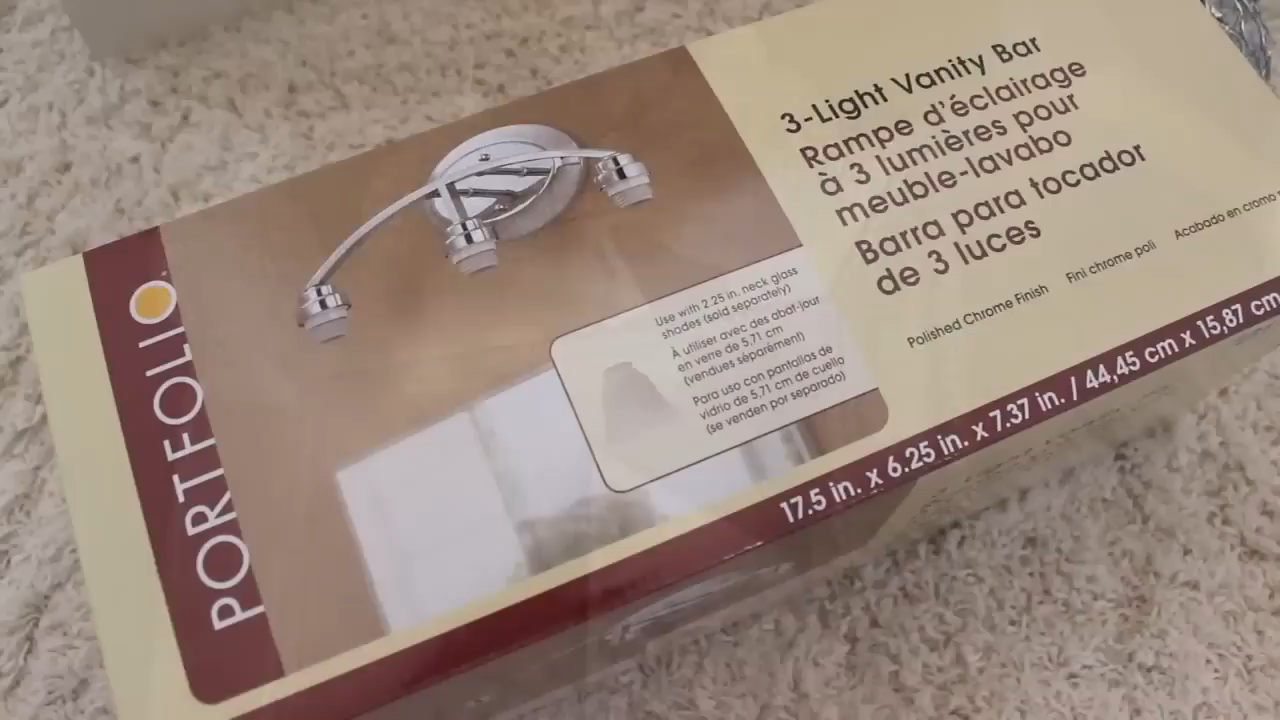 PORTFOLIO
3-Light Vanity Bar
Rampe d'éclairage
à 3 lumières pour
meuble-lavabo
Barra para tocador
de 3 luces
Polished Chrome Finish Fini chrome poli Acabado en cromo
Use with 2.25 in. neck glass
shades (sold separately)
À utiliser avec des abat-jour
en verre de 5,71 cm
(vendues séparément)
Para uso con pantallas de
vidrio de 5,71 cm de cuello
(se venden por separado)
17.5 in. x 6.25 in. x 7.37 in. / 44,45 cm x 15,87 cm